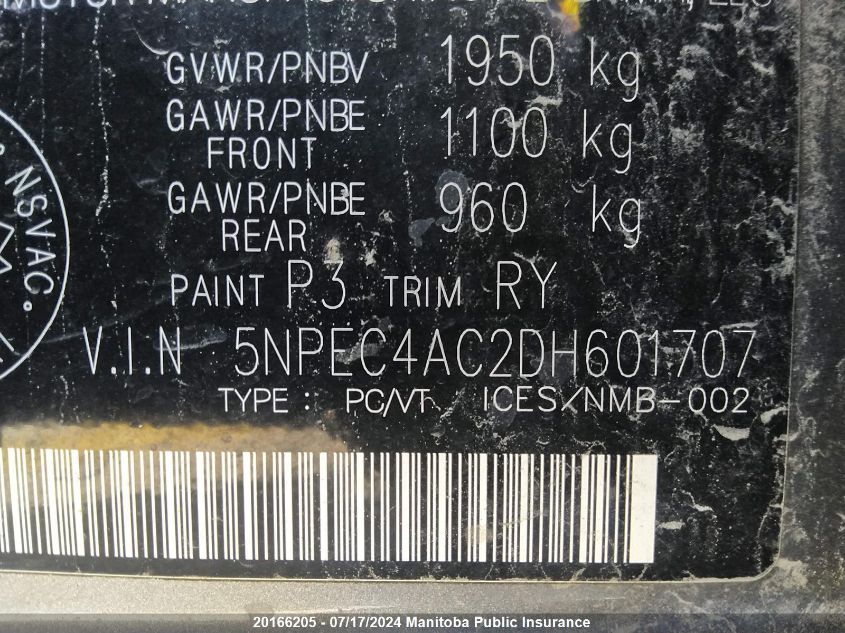 GVWR/PNBV 1950 kg
GAWR/PNBE FRONT 1100 kg
GAWR/PNBE REAR 960 kg
PAINT P3 TRIM RY
V.I.N 5NPEC4AC2DH601707
TYPE : PC/VT ICES/NMB-002
NSVAC.
20166205 - 07/17/2024 Manitoba Public Insurance